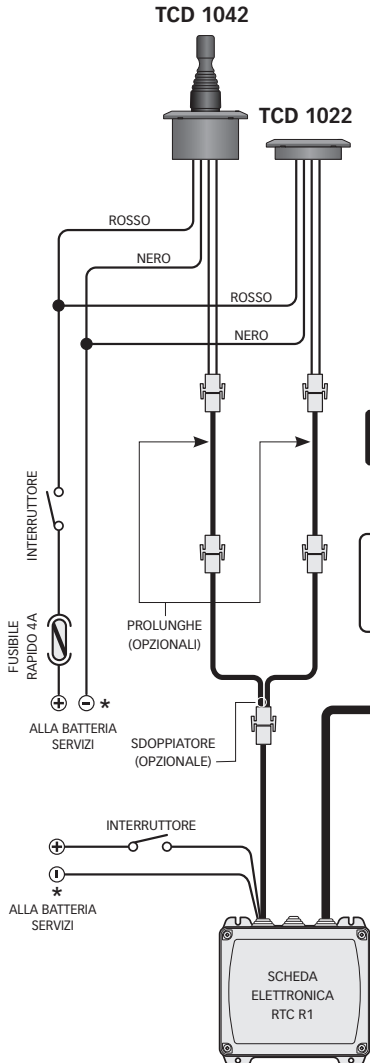 TCD 1042
TCD 1022
ROSSO
NERO
ROSSO
NERO
INTERRUTTORE
FUSIBILE
RAPIDO 4A
PROLUNGHE
(OPZIONALI)
*
ALLA BATTERIA
SERVIZI
SDOPPIATORE
(OPZIONALE)
INTERRUTTORE
*
ALLA BATTERIA
SERVIZI
SCHEDA
ELETTRONICA
RTC R1